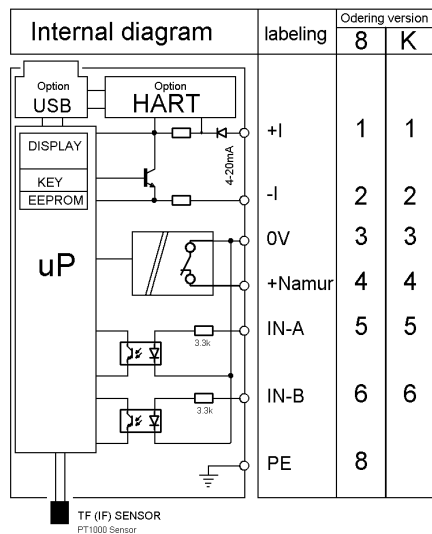 Internal diagram
labeling
Odering version
8 K
Option
USB
Option
HART
DISPLAY
KEY
EEPROM
uP
4-20mA
+I 1 1
-I 2 2
0V 3 3
+Namur 4 4
IN-A 5 5
3.3k
IN-B 6 6
3.3k
PE 8
TF (IF) SENSOR
PT1000 Sensor